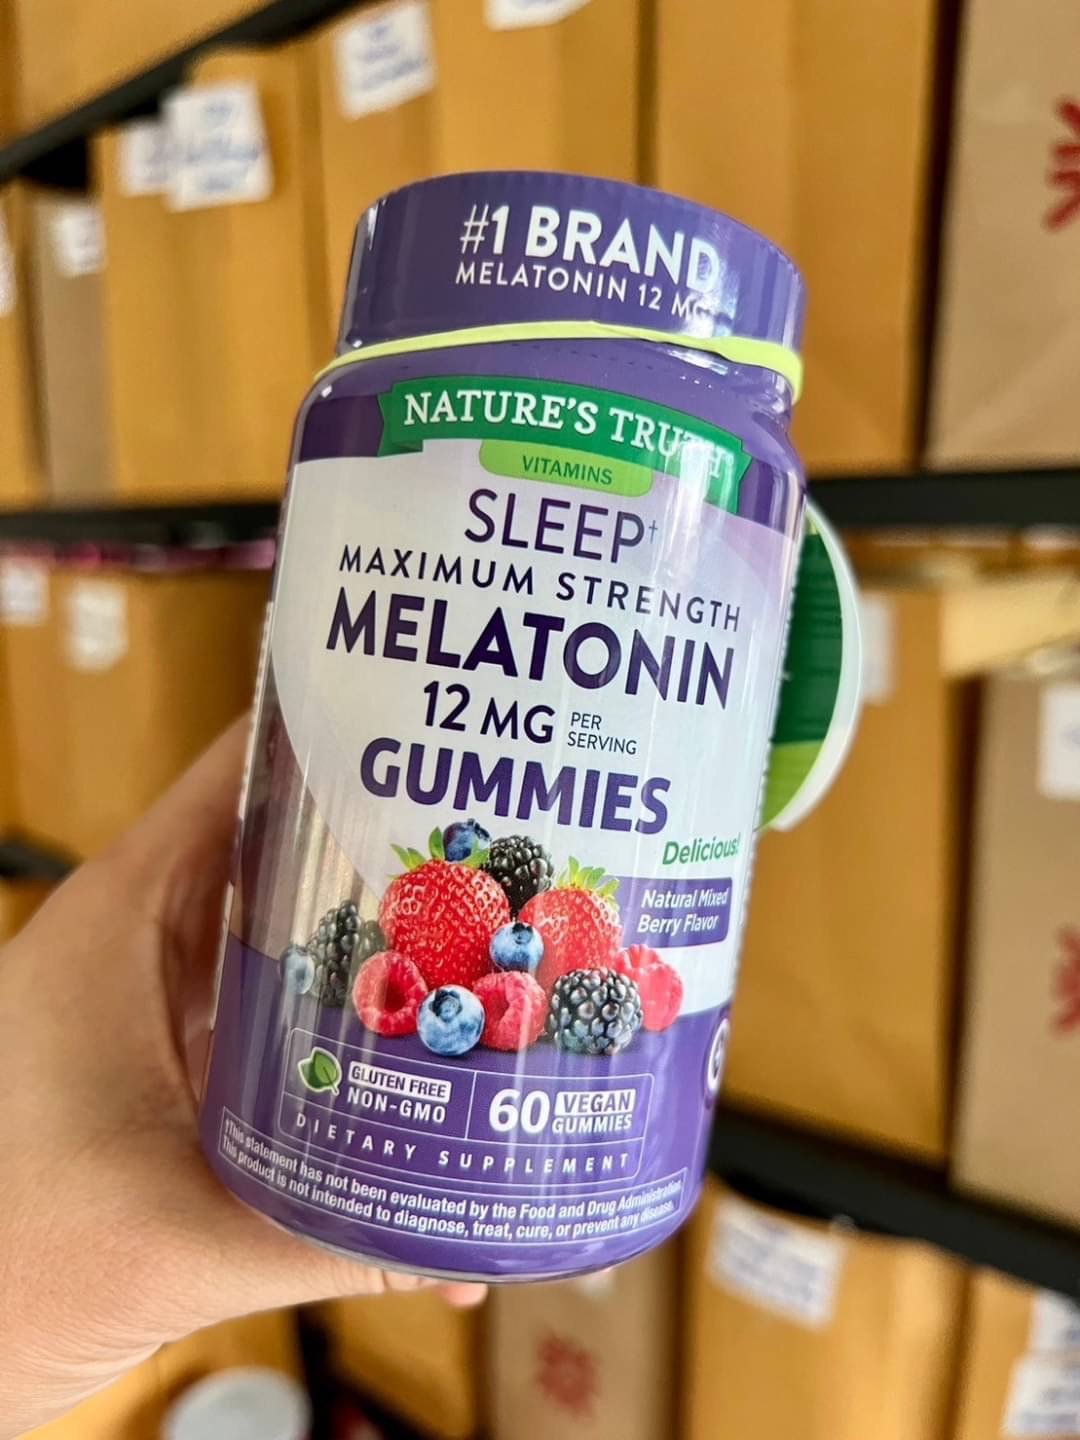 #1 BRAND
MELATONIN 12 MG
NATURE'S TRUTH
VITAMINS
SLEEP†
MAXIMUM STRENGTH
MELATONIN
12 MG PER
SERVING
GUMMIES
Delicious!
Natural Mixed
Berry Flavor
GLUTEN FREE
NON-GMO
60 VEGAN
GUMMIES
DIETARY SUPPLEMENT
†This statement has not been evaluated by the Food and Drug Administration.
This product is not intended to diagnose, treat, cure, or prevent any disease.